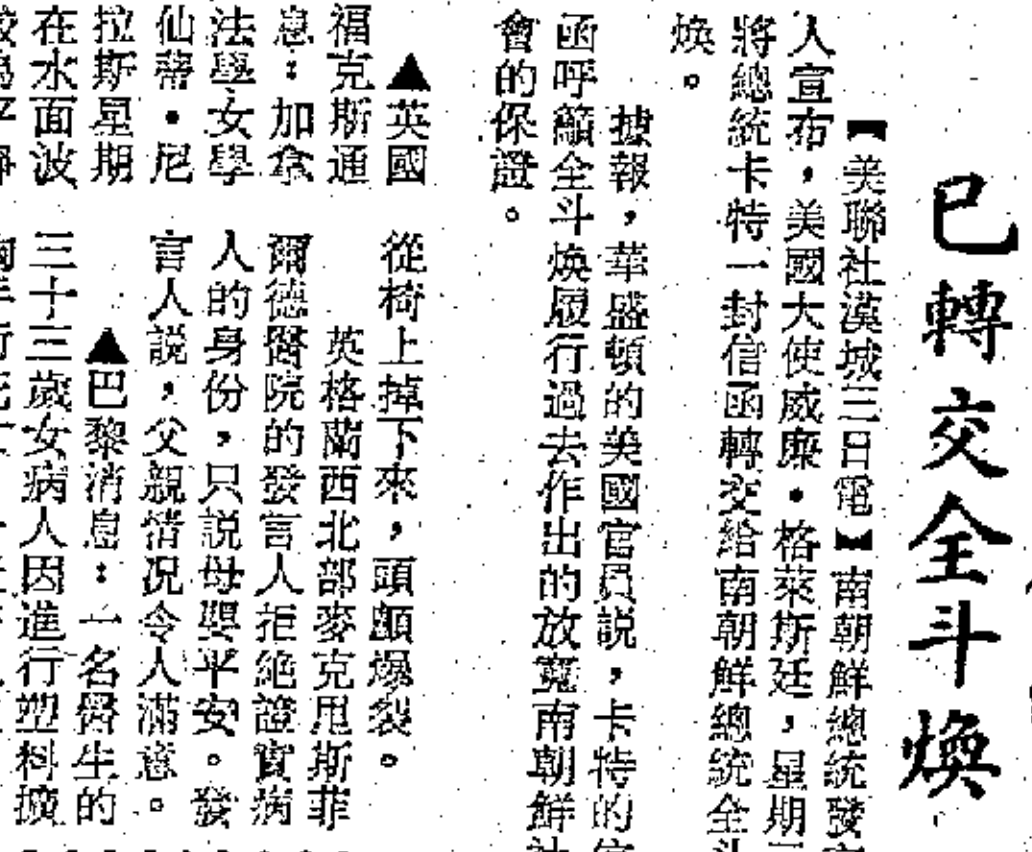 已轉交全斗煥
【美聯社漢城三日電】南朝鮮總統發
人宣布，美國大使威廉·格萊斯廷，星期
將總統卡特一封信函轉交給南朝鮮總統全斗
煥。
據報，華盛頓的美國官員説，卡特的
函呼籲全斗煥履行過去作出的放寬南朝鮮
會的保證。
▲英國
福克斯通
息：加拿
法學女學
仙蒂·尼
拉斯星期
在水面波
從椅上掉下來，頭顱爆裂。
英格蘭西北部麥克甩斯菲
爾德醫院的發言人拒絶證實病
人的身份，只説母嬰平安。發
言人説，父親情况令人滿意。
▲巴黎消息：一名醫生的
三十三歲女病人因進行塑料擴